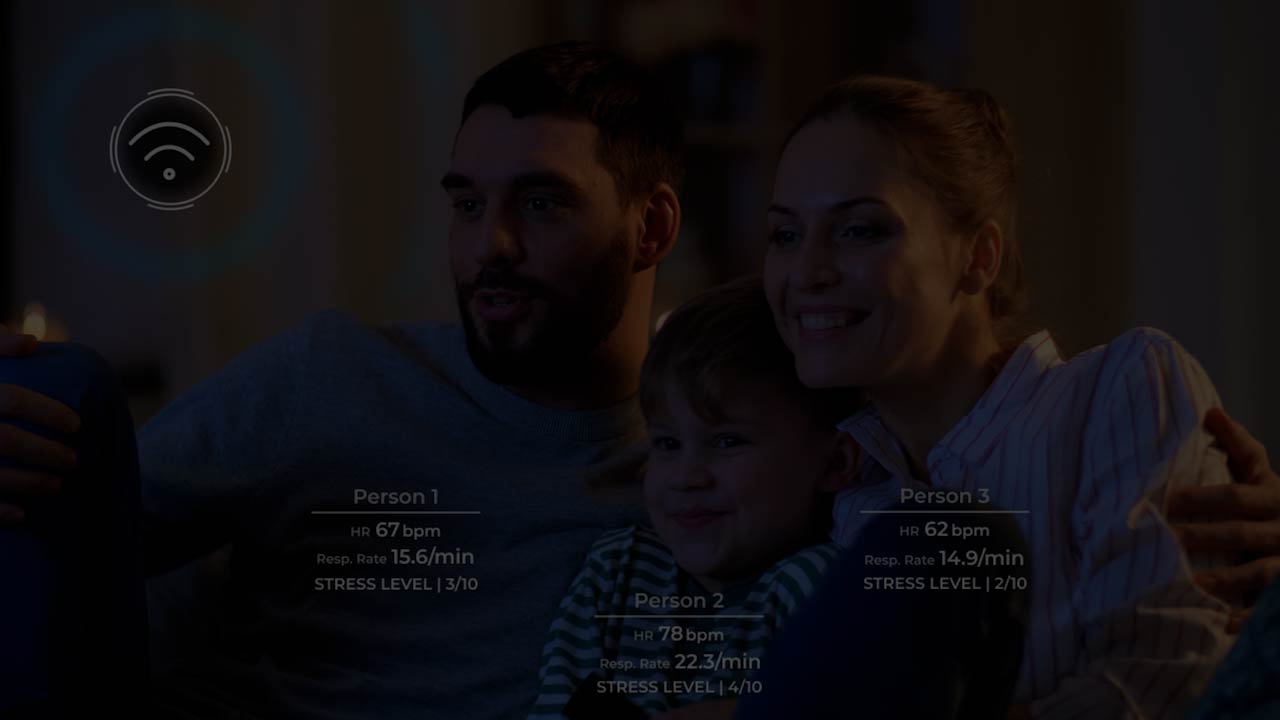 Person 1
HR 67 bpm
Resp. Rate 15.6/min
STRESS LEVEL | 3/10
Person 2
HR 78 bpm
Resp. Rate 22.3/min
STRESS LEVEL | 4/10
Person 3
HR 62 bpm
Resp. Rate 14.9/min
STRESS LEVEL | 2/10